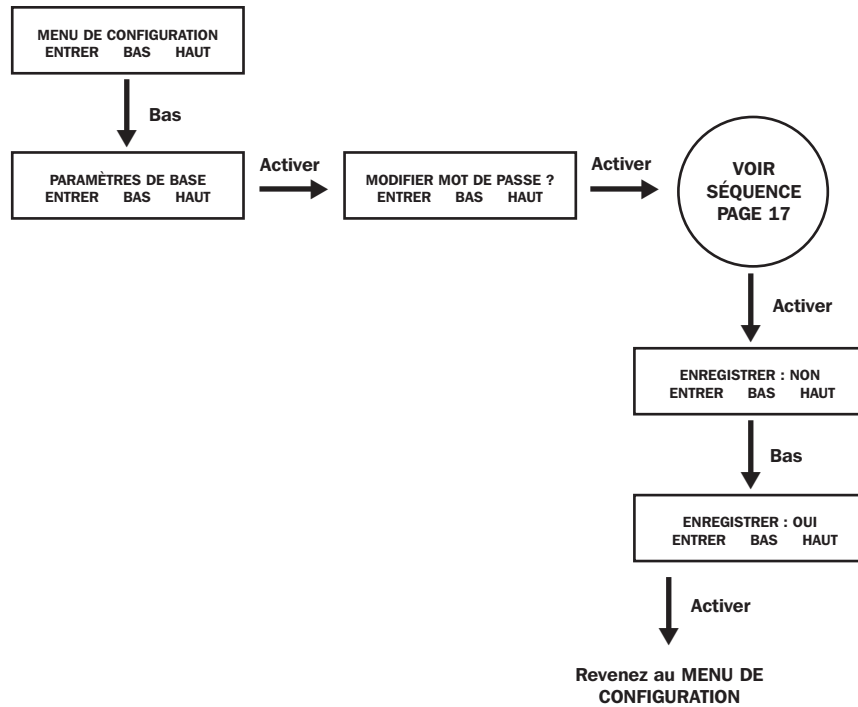 MENU DE CONFIGURATION
ENTRER BAS HAUT
Bas
PARAMÈTRES DE BASE
ENTRER BAS HAUT
Activer
MODIFIER MOT DE PASSE ?
ENTRER BAS HAUT
Activer
VOIR
SÉQUENCE
PAGE 17
Activer
ENREGISTRER : NON
ENTRER BAS HAUT
Bas
ENREGISTRER : OUI
ENTRER BAS HAUT
Activer
Revenez au MENU DE
CONFIGURATION